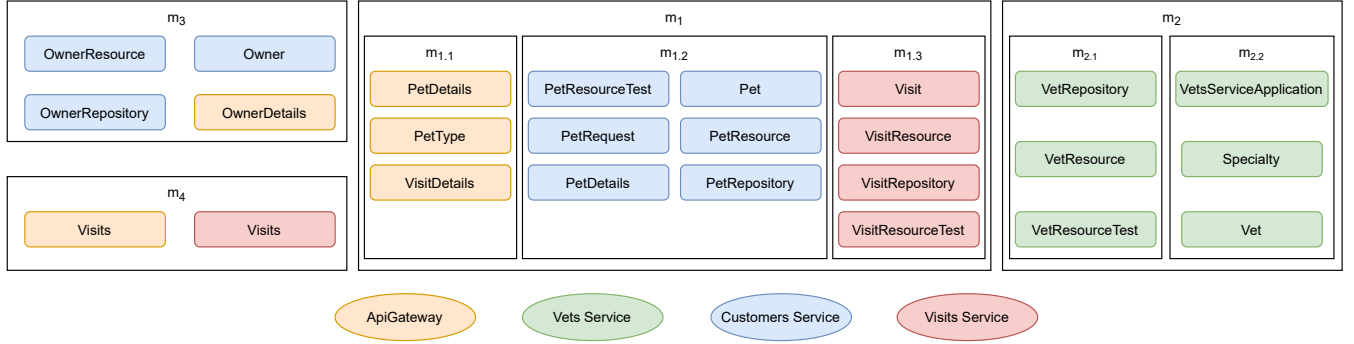 m3
OwnerResource
Owner
OwnerRepository
OwnerDetails
m4
Visits
Visits
m1
m1.1
PetDetails
PetType
VisitDetails
m1.2
PetResourceTest
Pet
PetRequest
PetResource
PetDetails
PetRepository
m1.3
Visit
VisitResource
VisitRepository
VisitResourceTest
m2
m2.1
VetRepository
VetResource
VetResourceTest
m2.2
VetsServiceApplication
Specialty
Vet
ApiGateway
Vets Service
Customers Service
Visits Service